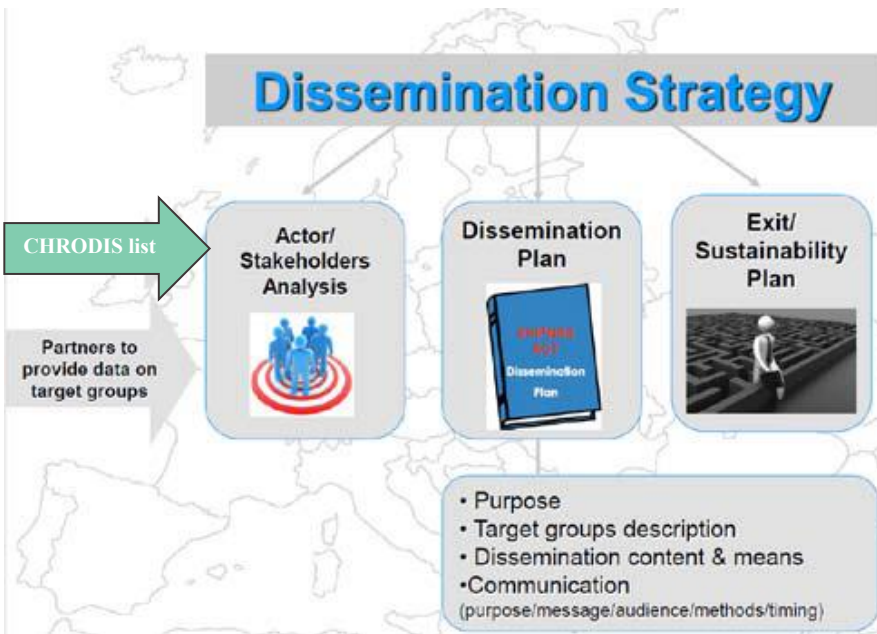 Dissemination Strategy
CHRODIS list
Actor/
Stakeholders
Analysis
Partners to
provide data on
target groups
Dissemination
Plan
Dissemination
Plan
Exit/
Sustainability
Plan
• Purpose
• Target groups description
• Dissemination content & means
•Communication
(purpose/message/audience/methods/timing)